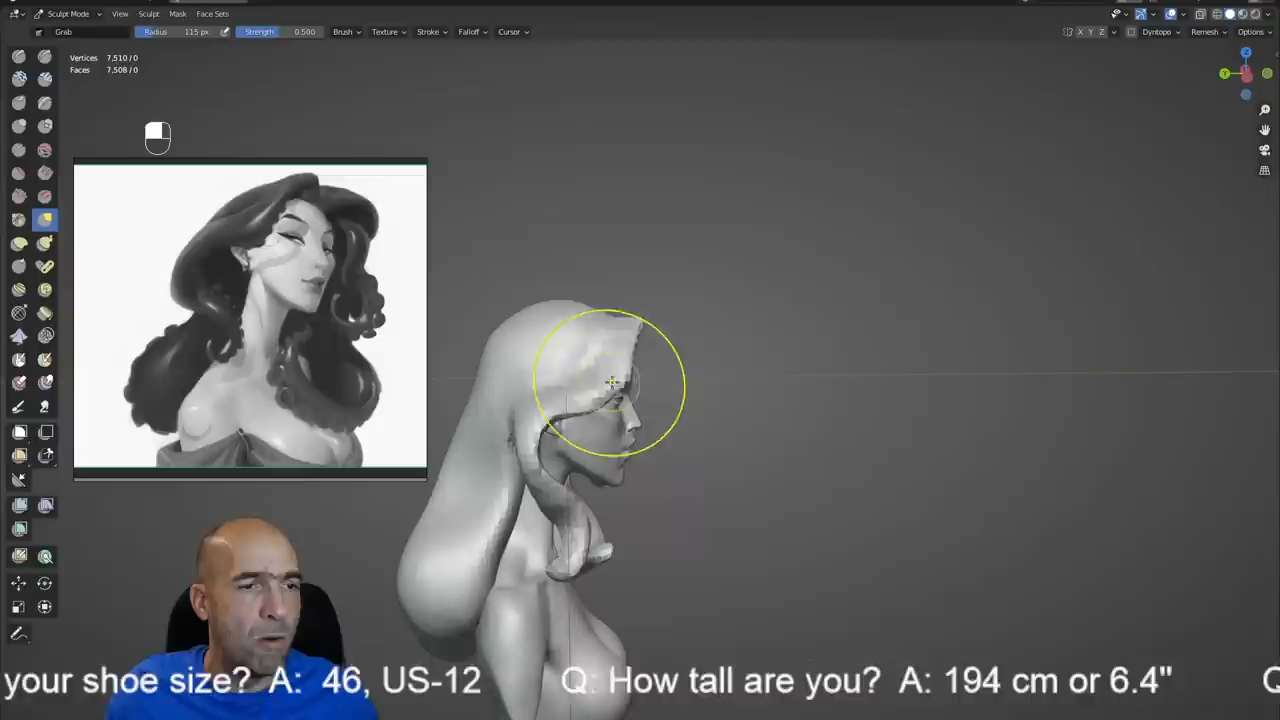 Sculpt Mode View Sculpt Mask Face Sets
Grab Radius 115 px Strength 0.500 Brush Texture Stroke Falloff Cursor X Y Z Dyntopo Remesh Options
Vertices 7,510 / 0
Faces 7,508 / 0
Z
Y
your shoe size? A: 46, US-12 Q: How tall are you? A: 194 cm or 6.4" Q